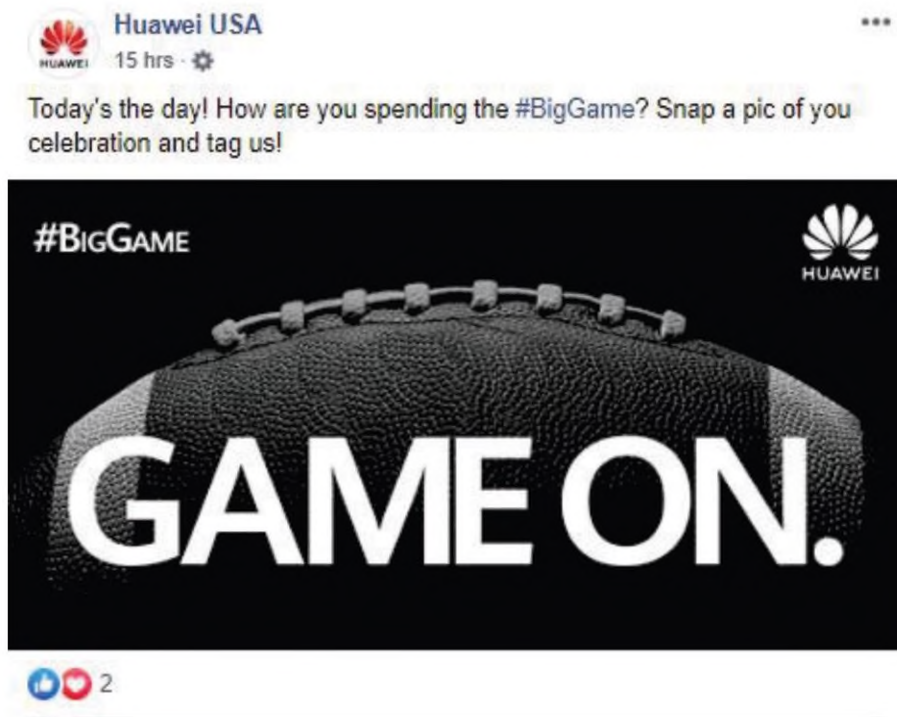 Huawei USA
HUAWEI
15 hrs ·
Today's the day! How are you spending the #BigGame? Snap a pic of you
celebration and tag us!
#BIGGAME
HUAWEI
GAME ON.
2